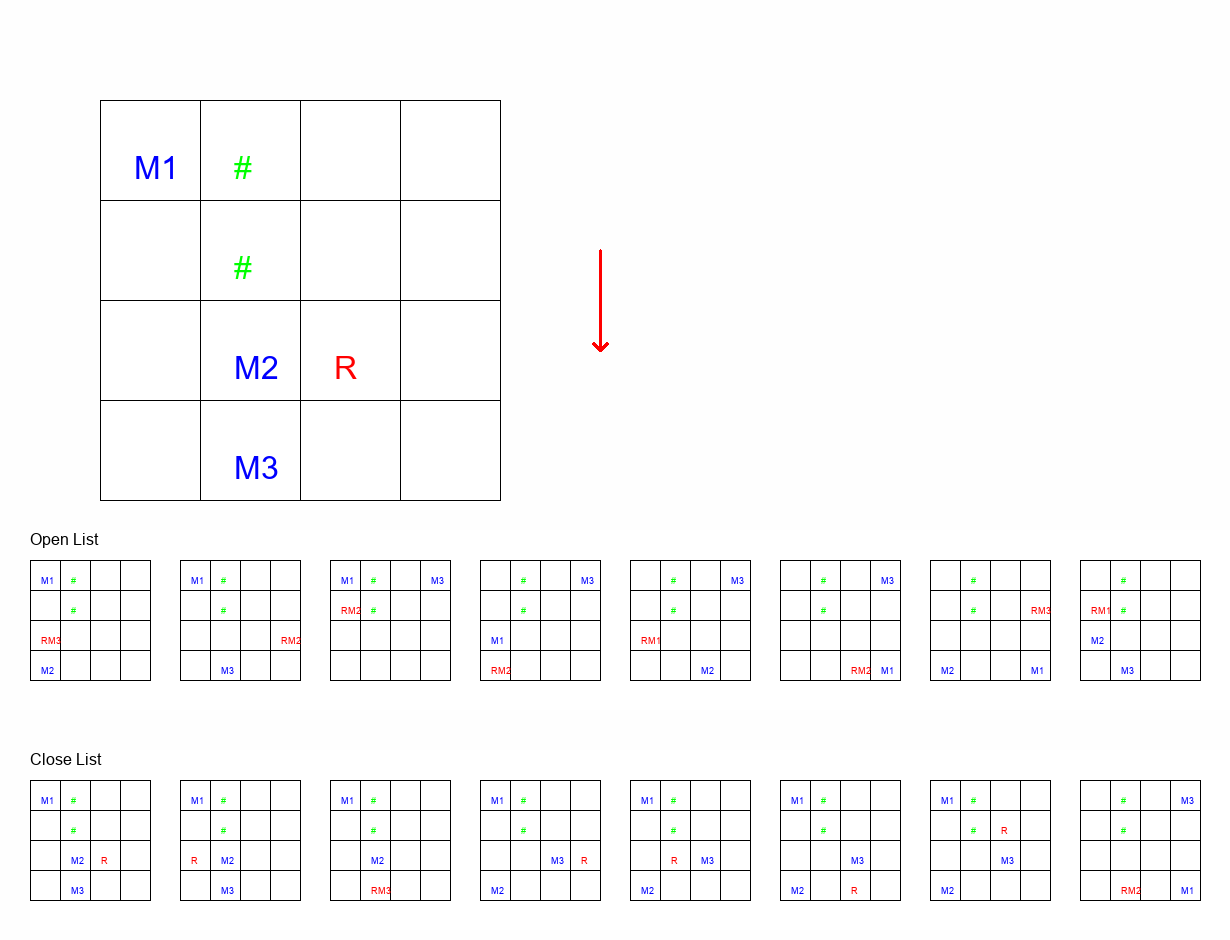 M1 #
#
M2 R
M3
Open List
M1 # M1 # M1 # M3 # M3 # M3 # M3 # #
# # RM2 # # # # # RM3 RM1 #
RM3 RM2 M1 RM1 M2
M2 M3 RM2 M2 RM2 M1 M2 M1 M3
Close List
M1 # M1 # M1 # M1 # M1 # M1 # M1 # # M3
# # # # # # # R #
M2 R R M2 M2 M3 R R M3 M3 M3
M3 M3 RM3 M2 M2 M2 R M2 RM2 M1